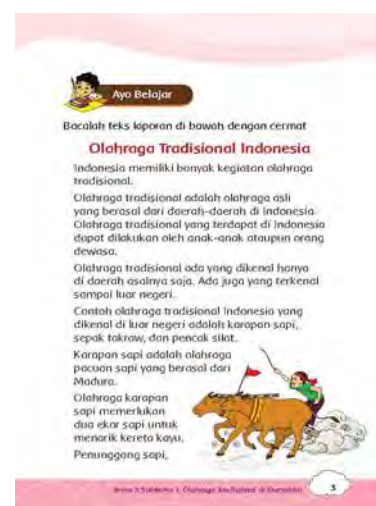 Ayo Belajar
Bacalah teks laporan di bawah dengan cermat
Olahraga Tradisional Indonesia
Indonesia memiliki banyak kegiatan olahraga
tradisional.
Olahraga tradisional adalah olahraga asli
yang berasal dari daerah-daerah di Indonesia.
Olahraga tradisional yang terdapat di Indonesia
dapat dilakukan oleh anak-anak ataupun orang
dewasa.
Olahraga tradisional ada yang dikenal hanya
di daerah asalnya saja. Ada juga yang terkenal
sampai luar negeri.
Contoh olahraga tradisional Indonesia yang
dikenal di luar negeri adalah karapan sapi,
sepak takraw, dan pencak silat.
Karapan sapi adalah olahraga
pacuan sapi yang berasal dari
Madura.
Olahraga karapan
sapi memerlukan
dua ekor sapi untuk
menarik kereta kayu.
Penunggang sapi,
Subtema 1: Olahraga Tradisional di
3